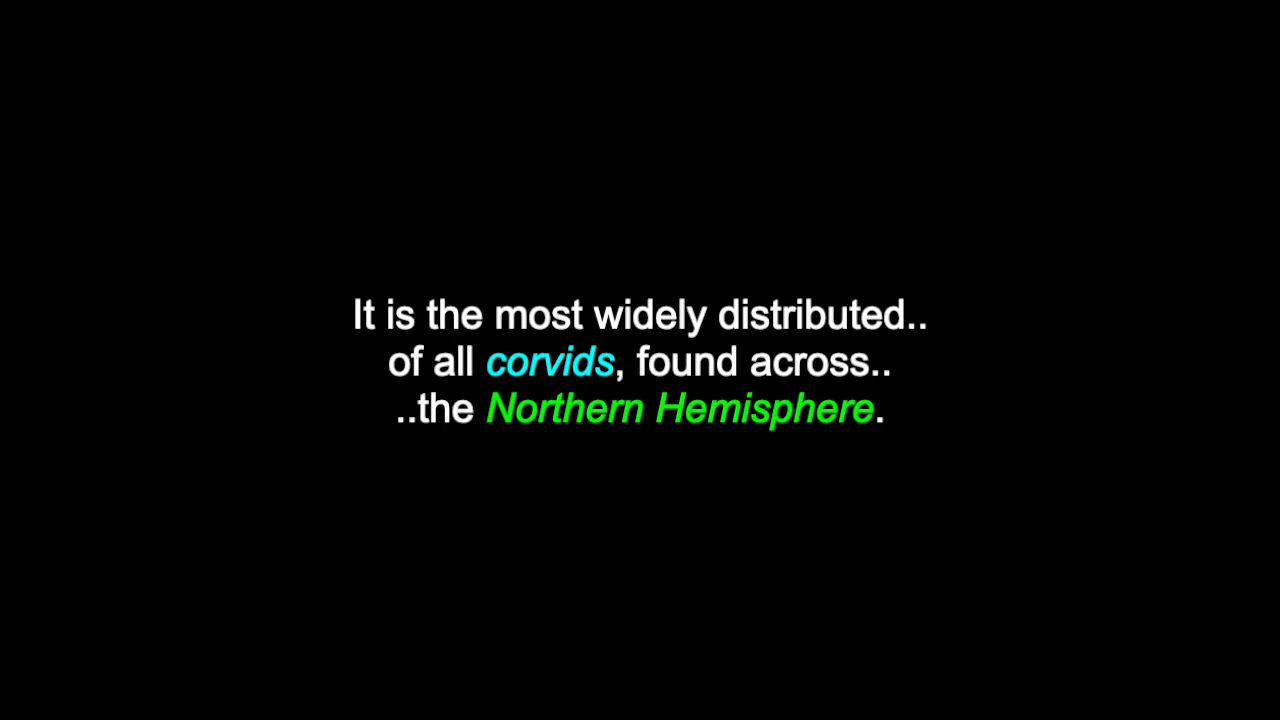 It is the most widely distributed..
of all corvids, found across..
..the Northern Hemisphere.